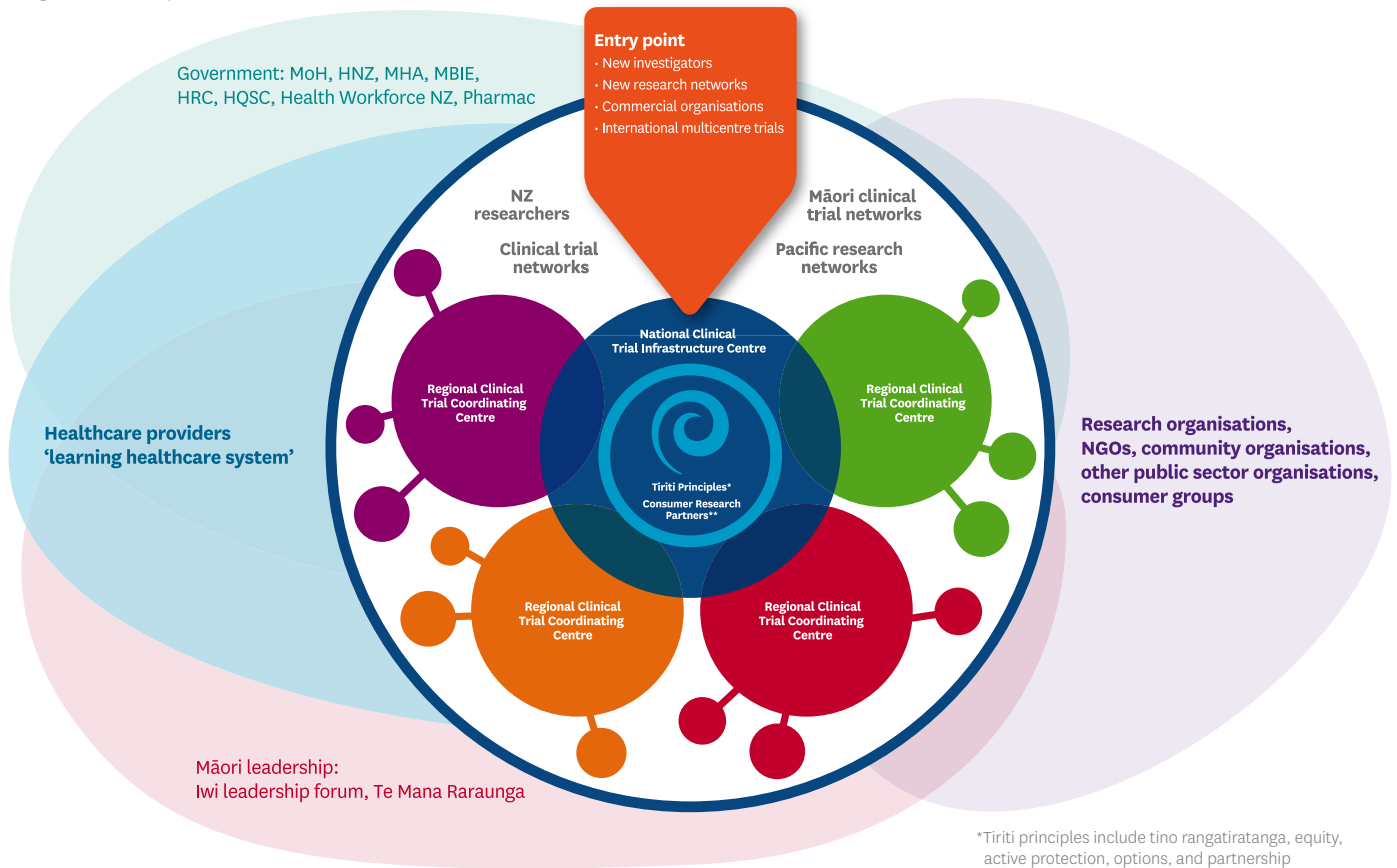 Entry point
· New investigators
· New research networks
· Commercial organisations
· International multicentre trials
Government: MoH, HNZ, MHA, MBIE,
HRC, HQSC, Health Workforce NZ, Pharmac
NZ
researchers
Clinical trial
networks
Māori clinical
trial networks
Pacific research
networks
National Clinical
Trial Infrastructure Centre
Tiriti Principles*
Consumer Research
Partners**
Regional Clinical
Trial Coordinating
Centre
Regional Clinical
Trial Coordinating
Centre
Healthcare providers
‘learning healthcare system’
Research organisations,
NGOs, community organisations,
other public sector organisations,
consumer groups
Regional Clinical
Trial Coordinating
Centre
Regional Clinical
Trial Coordinating
Centre
Māori leadership:
Iwi leadership forum, Te Mana Raraunga
*Tiriti principles include tino rangatiratanga, equity,
active protection, options, and partnership